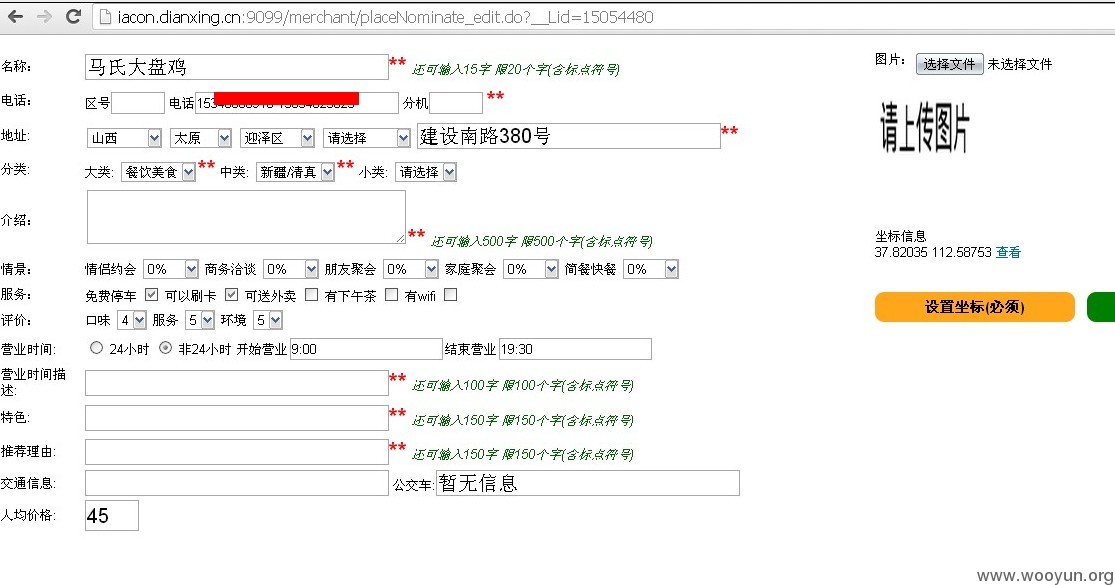 iacon.dianxing.cn:9099/merchant/placeNominate_edit.do?__Lid=15054480
名称: 马氏大盘鸡 ** 还可输入15字 限20个字(含标点符号) 图片: 选择文件 未选择文件
电话: 区号 电话 分机 **
请上传图片
地址: 山西 太原 迎泽区 请选择 建设南路380号 **
分类: 大类: 餐饮美食 ** 中类: 新疆/清真 ** 小类: 请选择
介绍: ** 还可输入500字 限500个字(含标点符号)
坐标信息
37.82035 112.58753 查看
情景: 情侣约会 0% 商务洽谈 0% 朋友聚会 0% 家庭聚会 0% 简餐快餐 0%
服务: 免费停车 可以刷卡 可送外卖 有下午茶 有wifi
设置坐标(必须)
评价: 口味 4 服务 5 环境 5
营业时间: 24小时 非24小时 开始营业 9:00 结束营业 19:30
营业时间描述: ** 还可输入100字 限100个字(含标点符号)
特色: ** 还可输入150字 限150个字(含标点符号)
推荐理由: ** 还可输入150字 限150个字(含标点符号)
交通信息: 公交车: 暂无信息
人均价格: 45
www.wooyun.org